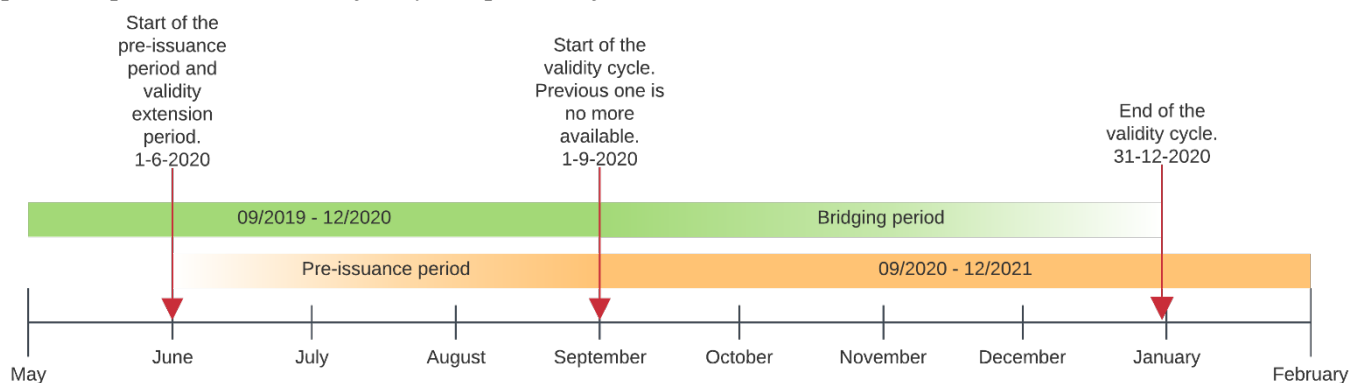 Start of the
pre-issuance
period and
validity
extension
period.
1-6-2020
Start of the
validity cycle.
Previous one is
no more
available.
1-9-2020
End of the
validity cycle.
31-12-2020
09/2019 - 12/2020
Bridging period
Pre-issuance period
09/2020 - 12/2021
May
June
July
August
September
October
November
December
January
February